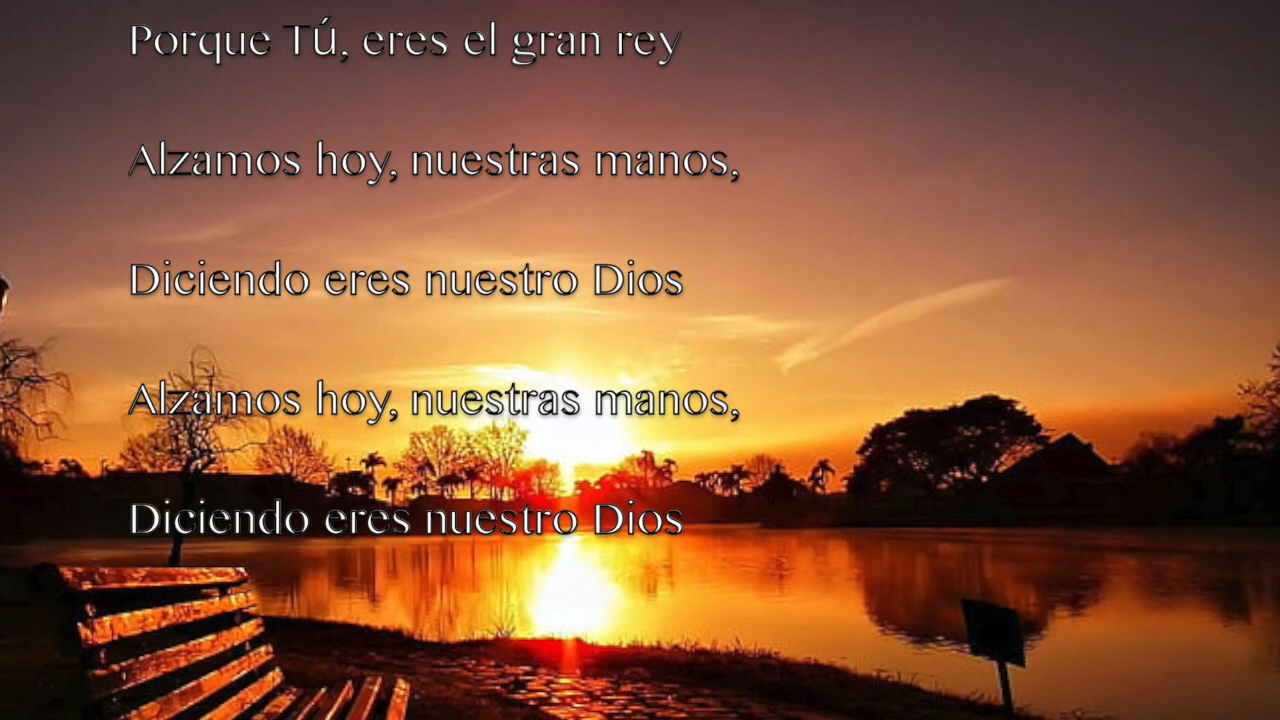 Porque Tú, eres el gran rey
Alzamos hoy, nuestras manos,
Diciendo eres nuestro Dios
Alzamos hoy, nuestras manos,
Diciendo eres nuestro Dios